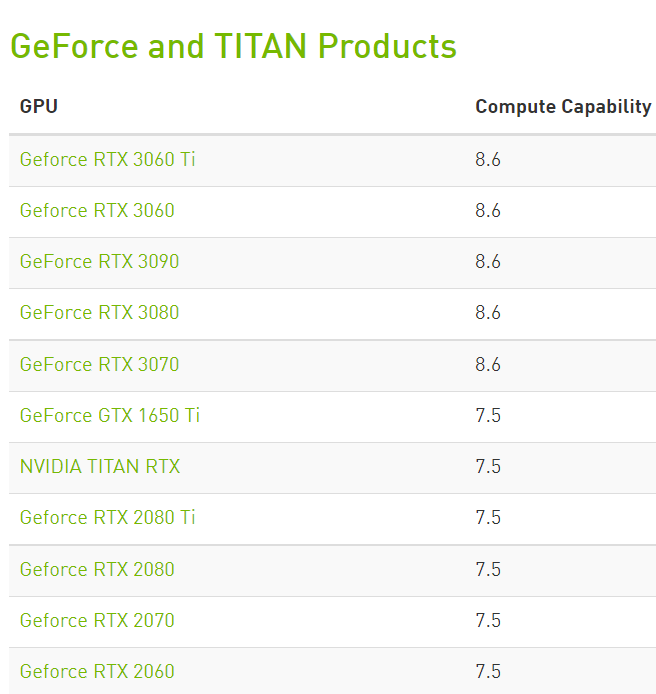 GeForce and TITAN Products
GPU Compute Capability
Geforce RTX 3060 Ti 8.6
Geforce RTX 3060 8.6
GeForce RTX 3090 8.6
GeForce RTX 3080 8.6
GeForce RTX 3070 8.6
GeForce GTX 1650 Ti 7.5
NVIDIA TITAN RTX 7.5
Geforce RTX 2080 Ti 7.5
Geforce RTX 2080 7.5
Geforce RTX 2070 7.5
Geforce RTX 2060 7.5